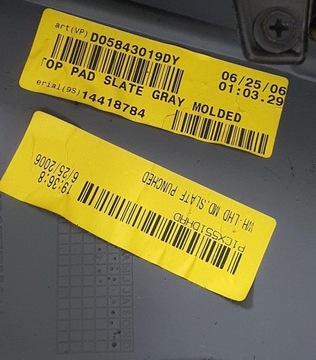 art(VP) D05843019DY
06/25/06
01:03.29
OP PAD SLATE GRAY MOLDED
erial(9S) 14418784
19:36:8
6/25/2006
WH-LHD MD.SLATE PUNCHED
P1CX551DHAD